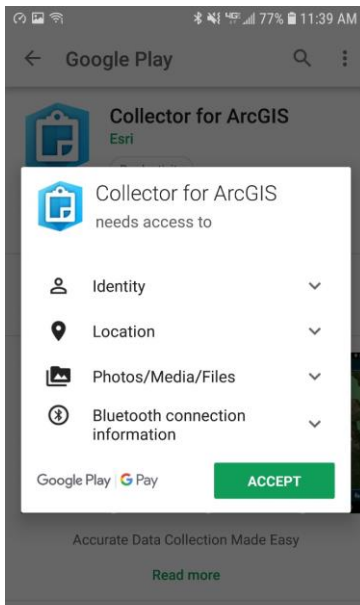 4G 77% 11:39 AM
Google Play
Collector for ArcGIS
Esri
Collector for ArcGIS
needs access to
Identity
Location
Photos/Media/Files
Bluetooth connection
information
Google Play G Pay
ACCEPT
Accurate Data Collection Made Easy
Read more